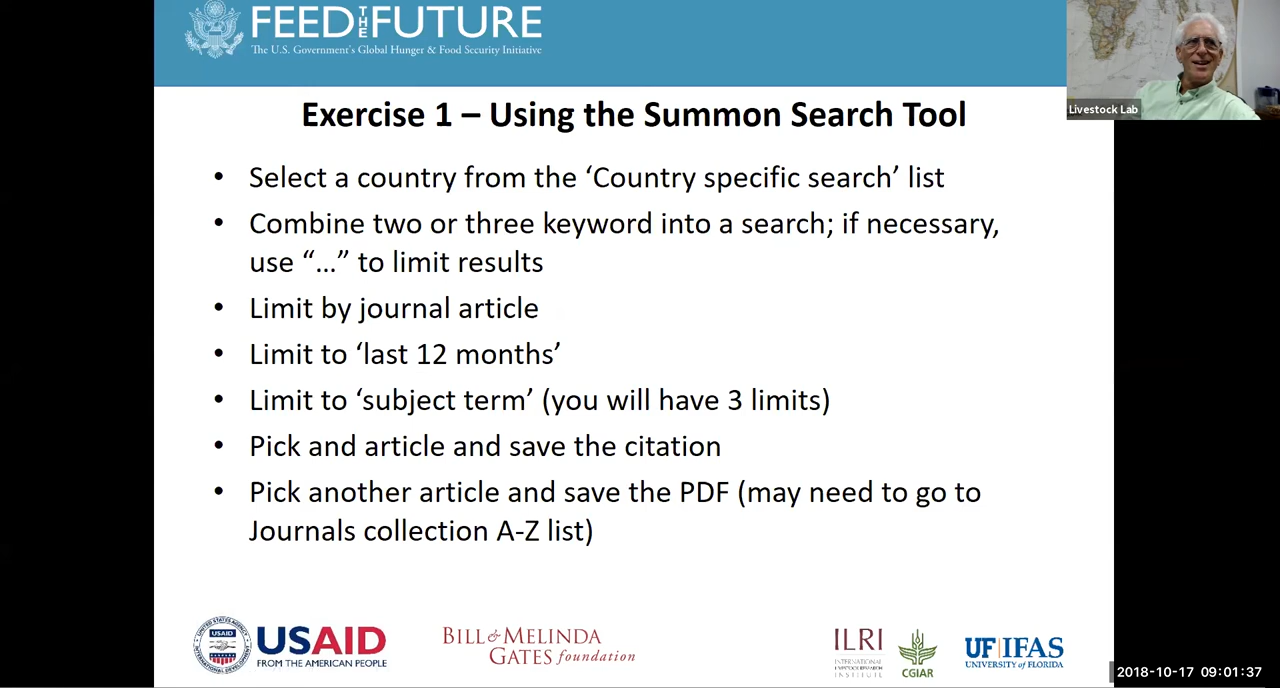 FEED THE FUTURE
The U.S. Government's Global Hunger & Food Security Initiative
Livestock Lab
Exercise 1 – Using the Summon Search Tool
• Select a country from the ‘Country specific search’ list
• Combine two or three keyword into a search; if necessary,
use “...” to limit results
• Limit by journal article
• Limit to ‘last 12 months’
• Limit to ‘subject term’ (you will have 3 limits)
• Pick and article and save the citation
• Pick another article and save the PDF (may need to go to
Journals collection A-Z list)
USAID
USAID
FROM THE AMERICAN PEOPLE
BILL & MELINDA
GATES foundation
ILRI
INTERNATIONAL
LIVESTOCK RESEARCH
INSTITUTE
CGIAR
UF|IFAS
UNIVERSITY of FLORIDA
2018-10-17 09:01:37